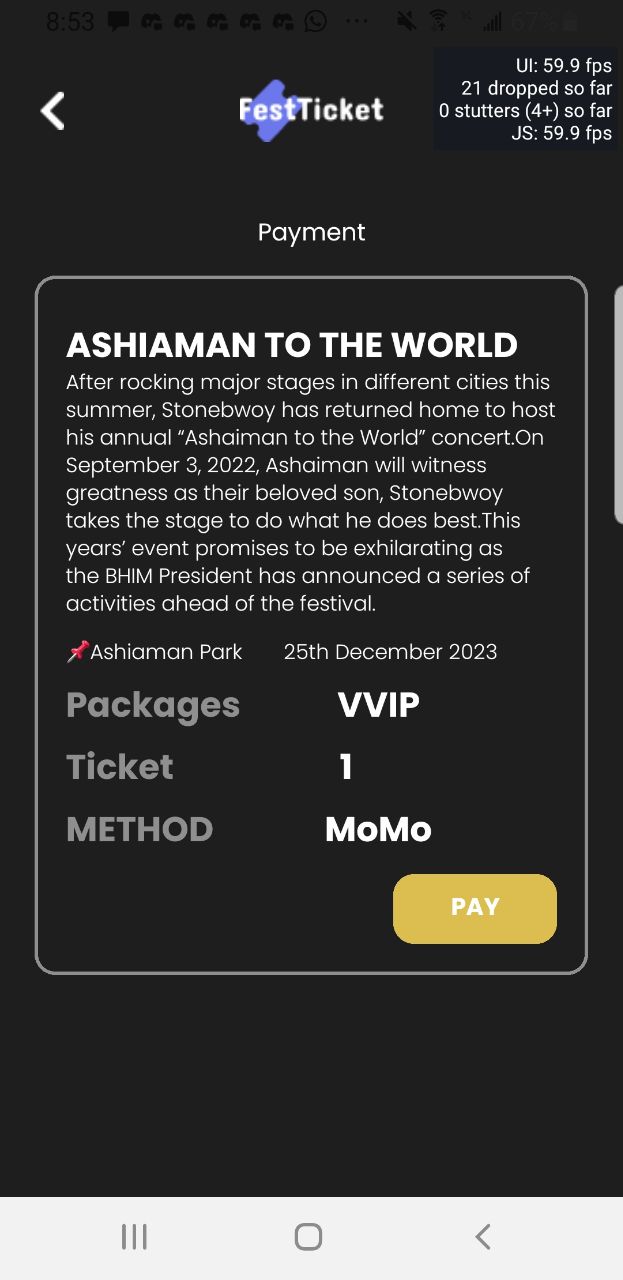 8:53
67%
UI: 59.9 fps
21 dropped so far
0 stutters (4+) so far
JS: 59.9 fps
FestTicket
Payment
ASHIAMAN TO THE WORLD
After rocking major stages in different cities this
summer, Stonebwoy has returned home to host
his annual “Ashaiman to the World” concert.On
September 3, 2022, Ashaiman will witness
greatness as their beloved son, Stonebwoy
takes the stage to do what he does best.This
years’ event promises to be exhilarating as
the BHIM President has announced a series of
activities ahead of the festival.
📌Ashiaman Park 25th December 2023
Packages VVIP
Ticket 1
METHOD MoMo
PAY